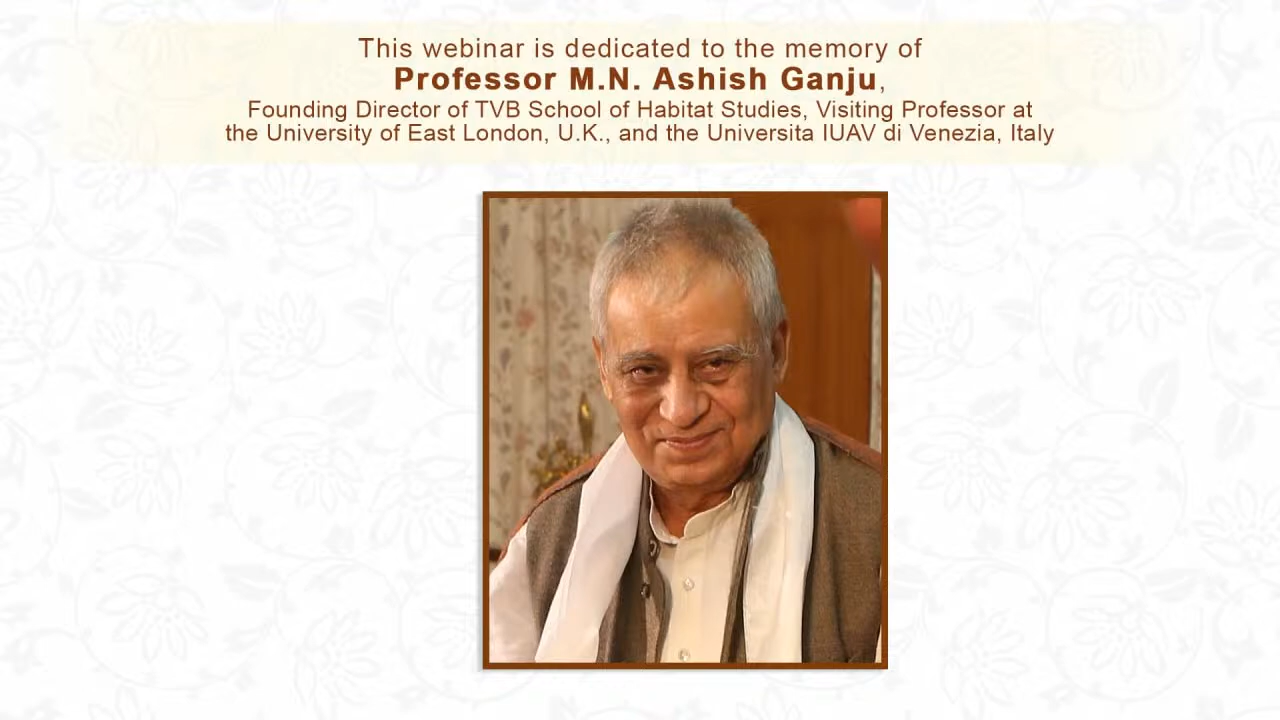 This webinar is dedicated to the memory of
Professor M.N. Ashish Ganju,
Founding Director of TVB School of Habitat Studies, Visiting Professor at
the University of East London, U.K., and the Universita IUAV di Venezia, Italy